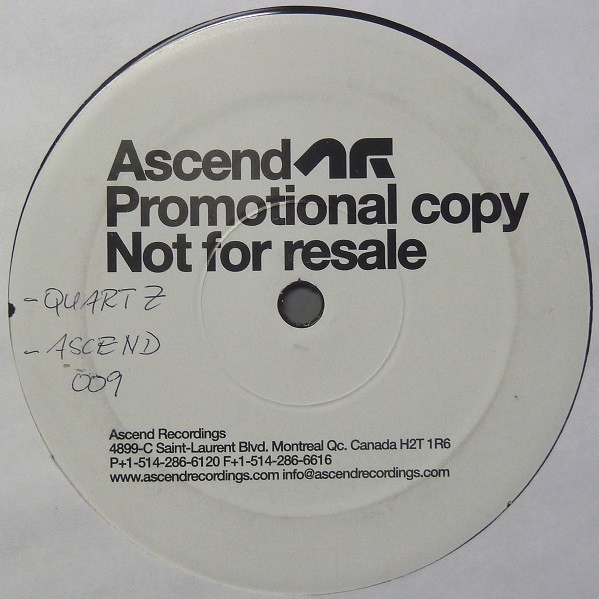 Ascend
Promotional copy
Not for resale
- QUARTZ
- ASCEND
009
Ascend Recordings
4899-C Saint-Laurent Blvd. Montreal Qc. Canada H2T 1R6
P+1-514-286-6120 F+1-514-286-6616
www.ascendrecordings.com info@ascendrecordings.com